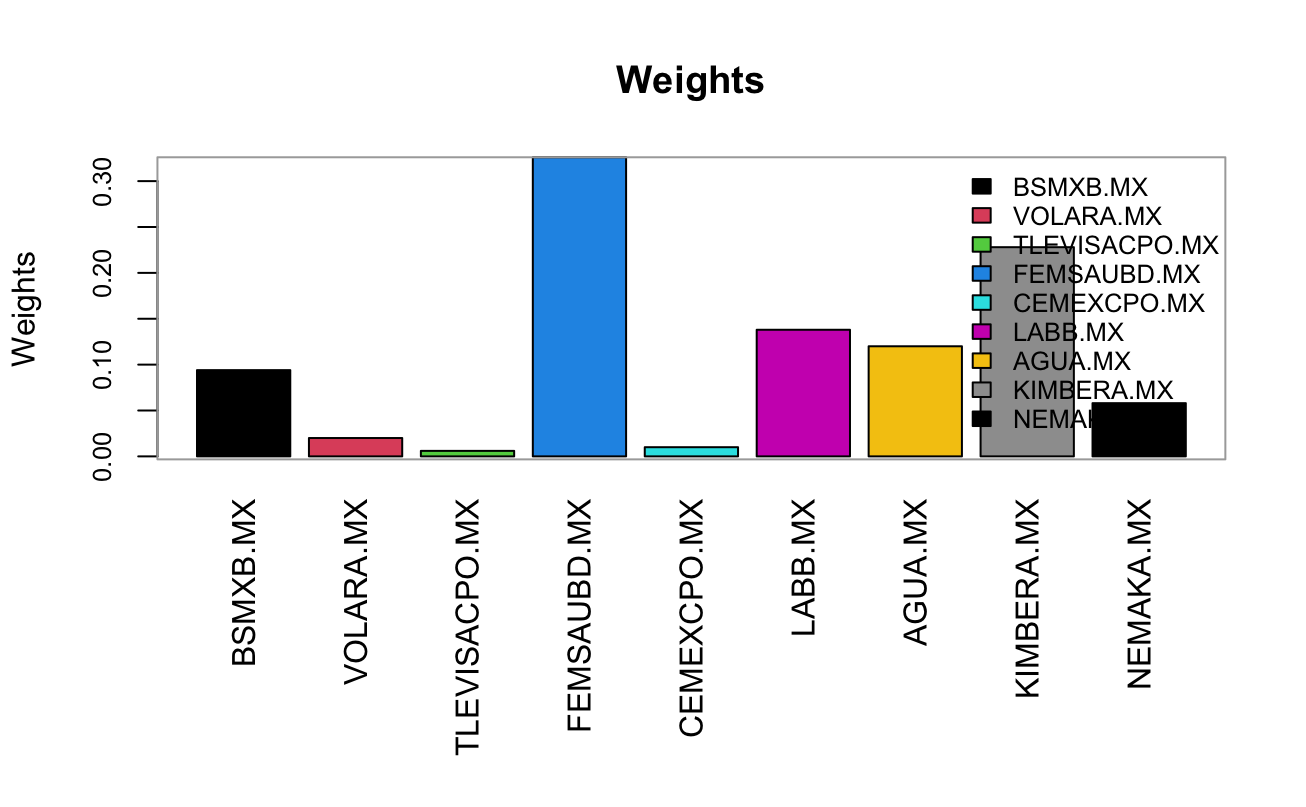 Weights
Weights
0.30
0.20
0.10
0.00
BSMXB.MX
VOLARA.MX
TLEVISACPO.MX
FEMSAUBD.MX
CEMEXCPO.MX
LABB.MX
AGUA.MX
KIMBERA.MX
BSMXB.MX
VOLARA.MX
TLEVISACPO.MX
FEMSAUBD.MX
CEMEXCPO.MX
LABB.MX
AGUA.MX
KIMBERA.MX
NEMAKA.MX